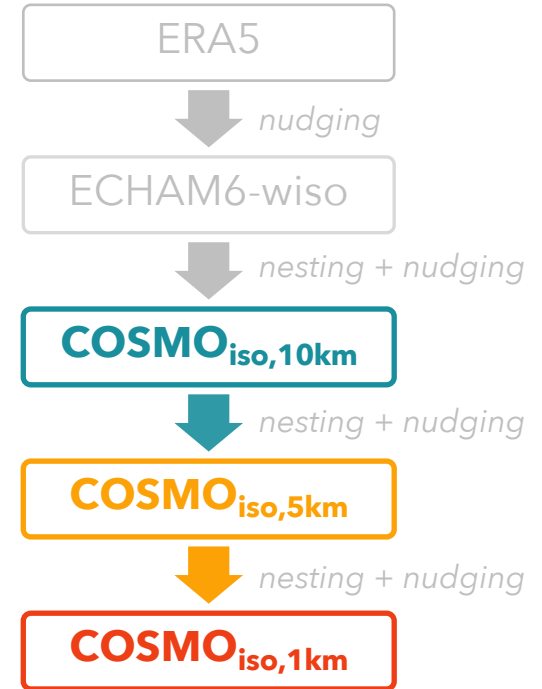 ERA5
nudging
ECHAM6-wiso
nesting + nudging
COSMOiso,10km
nesting + nudging
COSMOiso,5km
nesting + nudging
COSMOiso,1km